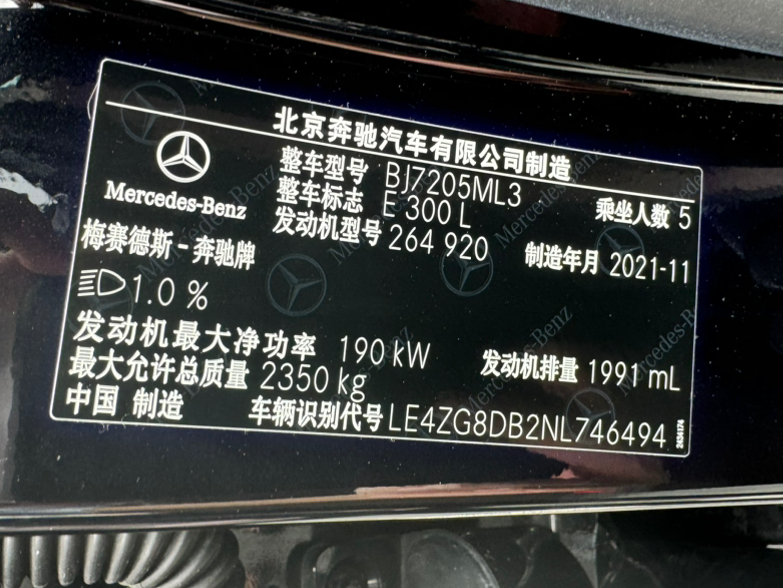 北京奔驰汽车有限公司制造
Mercedes-Benz
整车型号 BJ7205ML3
整车标志 E 300 L
乘坐人数 5
发动机型号 264 920
制造年月 2021-11
梅赛德斯-奔驰牌
1.0 %
发动机最大净功率 190 kW
发动机排量 1991 mL
最大允许总质量 2350 kg
中国 制造
车辆识别代号 LE4ZG8DB2NL746494